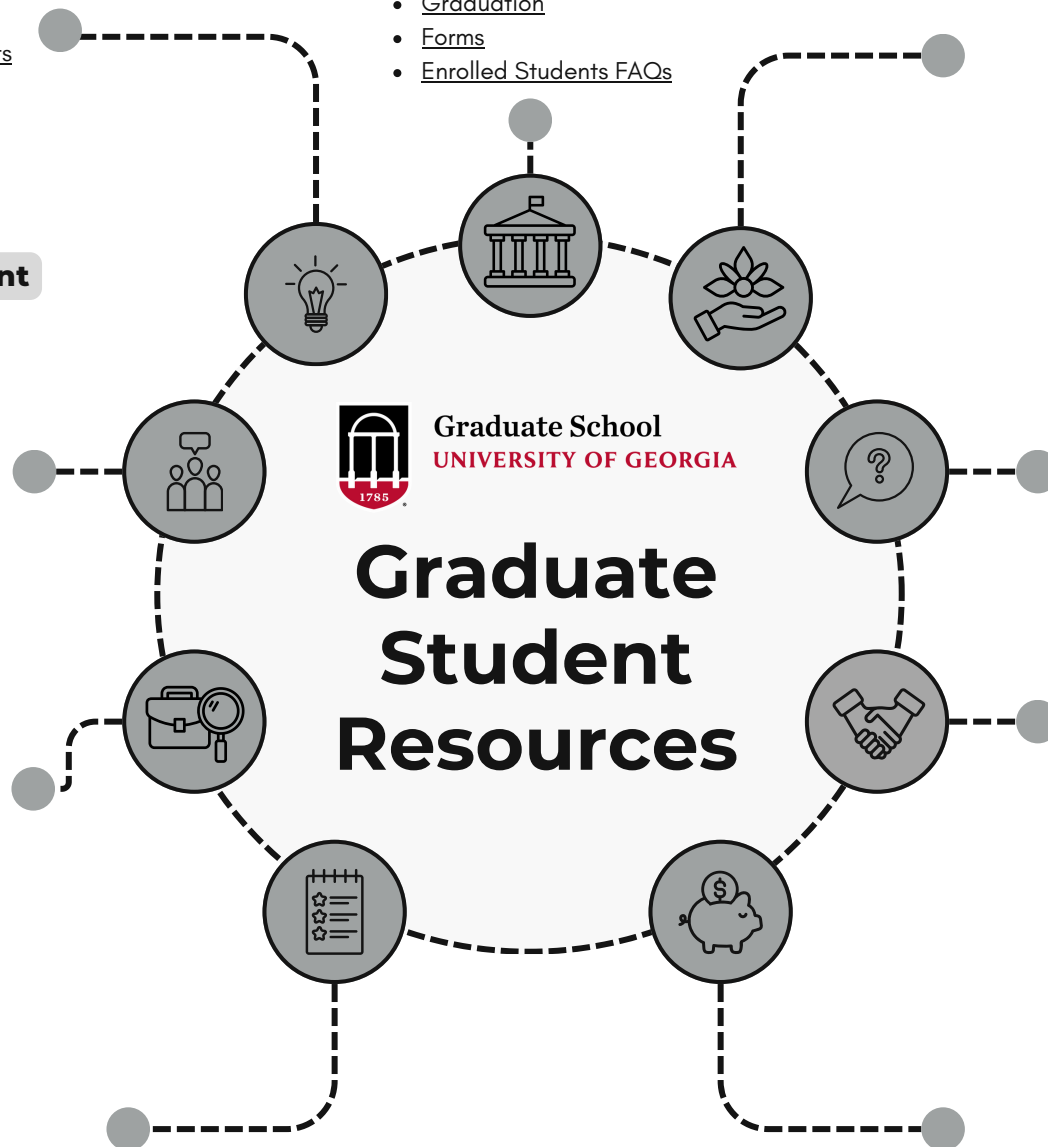 Graduation
Forms
Enrolled Students FAQs
Graduate School
UNIVERSITY OF GEORGIA
1785
Graduate
Student
Resources
$
?